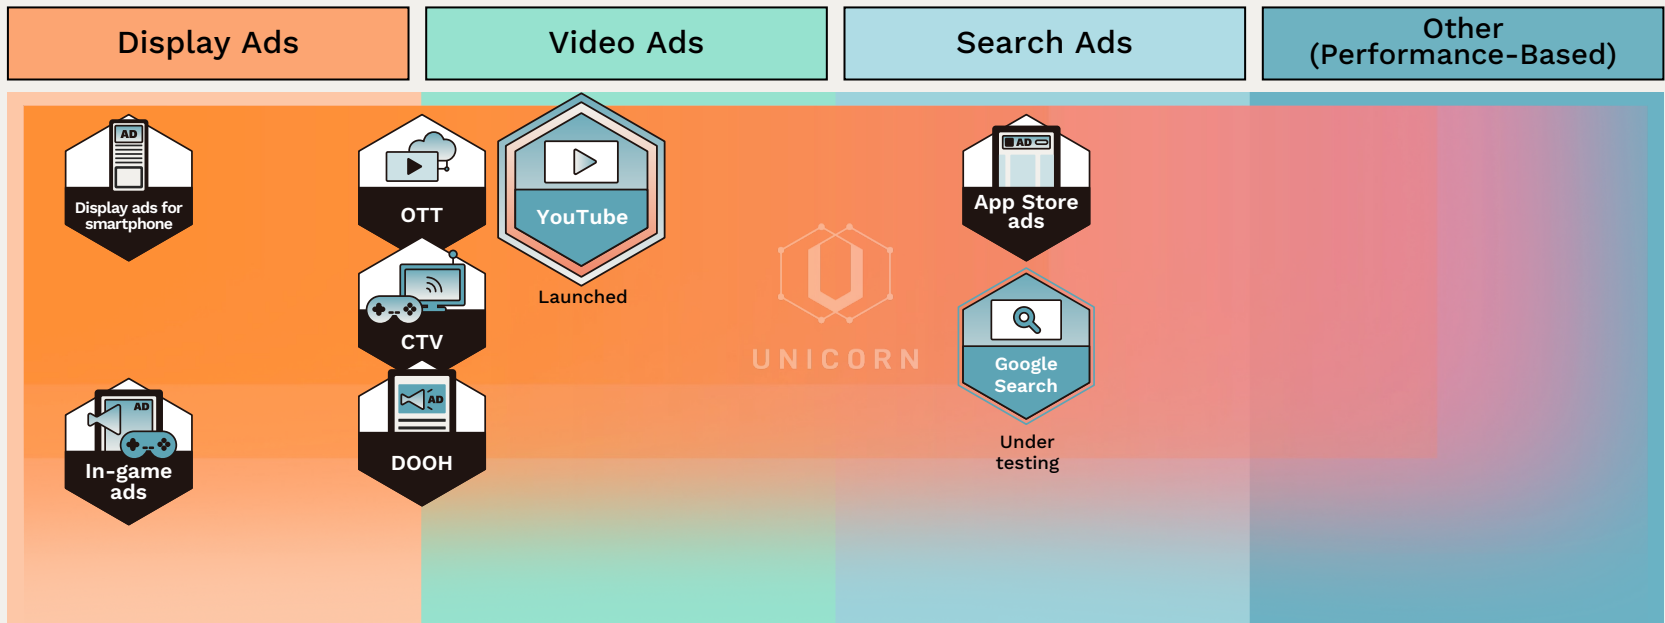 Display Ads
Video Ads
Search Ads
Other
(Performance-Based)
AD
Display ads for
smartphone
OTT
YouTube
Launched
AD
App Store
ads
CTV
UNICORN
Google
Search
Under
testing
AD
In-game
ads
AD
DOOH